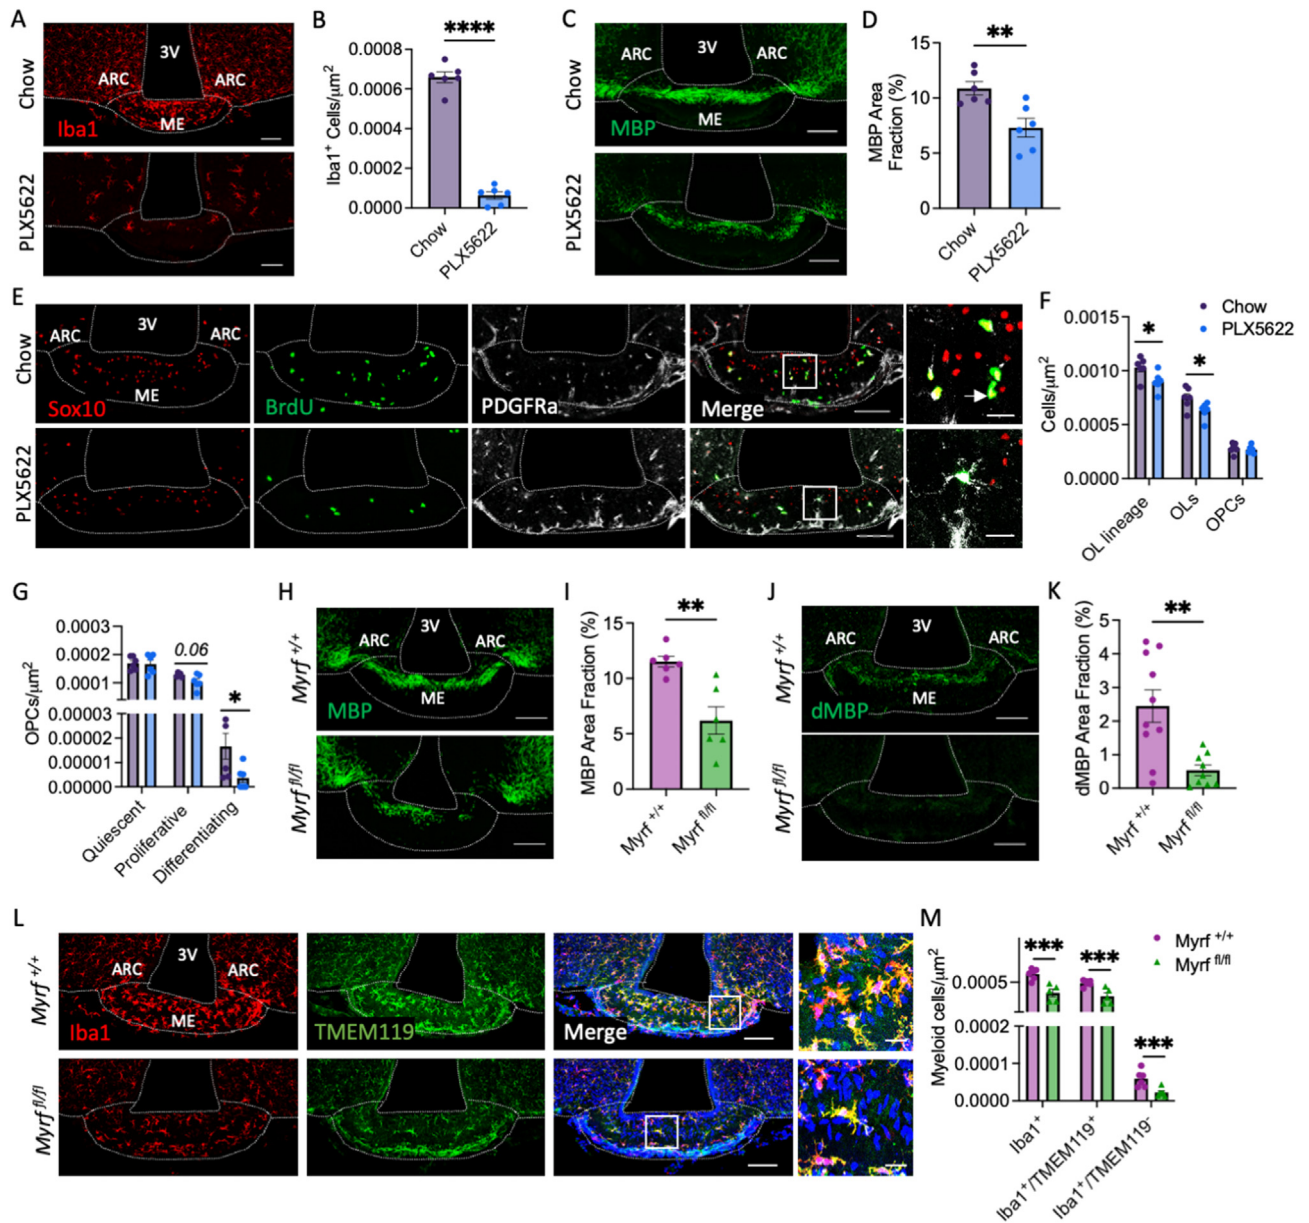 A
Chow
3V
ARC
ARC
ME
Iba1
PLX5622
B
****
Iba1+ Cells/µm2
0.0008
0.0006
0.0004
0.0002
0.0000
Chow
PLX5622
C
Chow
ARC
3V
ARC
ME
MBP
PLX5622
D
**
MBP Area
Fraction (%)
15
10
5
0
Chow
PLX5622
E
Chow
ARC
3V
ARC
ME
Sox10
BrdU
PDGFRa
Merge
PLX5622
F
Chow
PLX5622
Cells/µm2
0.0015
0.0010
0.0005
0.0000
*
*
OL lineage
OLs
OPCs
G
OPCs/µm2
0.0003
0.0002
0.0001
0.00003
0.00002
0.00001
0.00000
0.06
*
Quiescent
Proliferative
Differentiating
H
Myrf +/+
3V
ARC
ARC
ME
MBP
Myrf fl/fl
I
**
MBP Area Fraction (%)
15
10
5
0
Myrf +/+
Myrf fl/fl
J
Myrf +/+
3V
ARC
ARC
ME
dMBP
Myrf fl/fl
K
**
dMBP Area Fraction (%)
5
4
3
2
1
0
Myrf +/+
Myrf fl/fl
L
Myrf +/+
3V
ARC
ARC
ME
Iba1
TMEM119
Merge
Myrf fl/fl
M
Myrf +/+
Myrf fl/fl
Myeloid cells/µm2
0.0005
0.0002
0.0001
0.0000
***
***
***
Iba1+
Iba1+/TMEM119+
Iba1+/TMEM119-